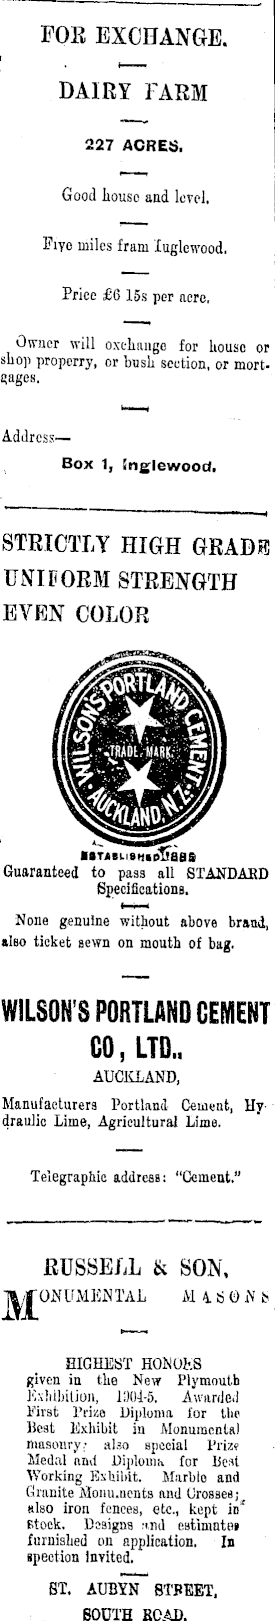 FOR EXCHANGE.
DAIRY FARM
227 ACRES.
Good house and level.
Five miles fram Inglewood.
Price £6 15s per acre.
Owner will exchange for house or
shop properry, or bush section, or mort-
gages.
Address—
Box 1, Inglewood.
STRICTLY HIGH GRADE
UNIFORM STRENGTH
EVEN COLOR
WILSON'S PORTLAND CEMENT
TRADE MARK
AUCKLAND, N.Z.
ESTABLISHED 1883
Guaranteed to pass all STANDARD
Specifications.
None genuine without above brand,
also ticket sewn on mouth of bag.
WILSON'S PORTLAND CEMENT
CO, LTD.,
AUCKLAND,
Manufacturers Portland Cement, Hy-
draulic Lime, Agricultural Lime.
Telegraphic address: "Cement."
RUSSELL & SON,
MONUMENTAL MASONS
HIGHEST HONORS
given in the New Plymouth
Exhibition, 1904-5. Awarded
First Prize Diploma for the
Best Exhibit in Monumental
masonry: also special Prize
Medal and Diploma for Best
Working Exhibit. Marble and
Granite Monuments and Crosses;
also iron fences, etc., kept in
stock. Designs and estimates
furnished on application. In
spection invited.
ST. AUBYN STREET,
SOUTH ROAD.